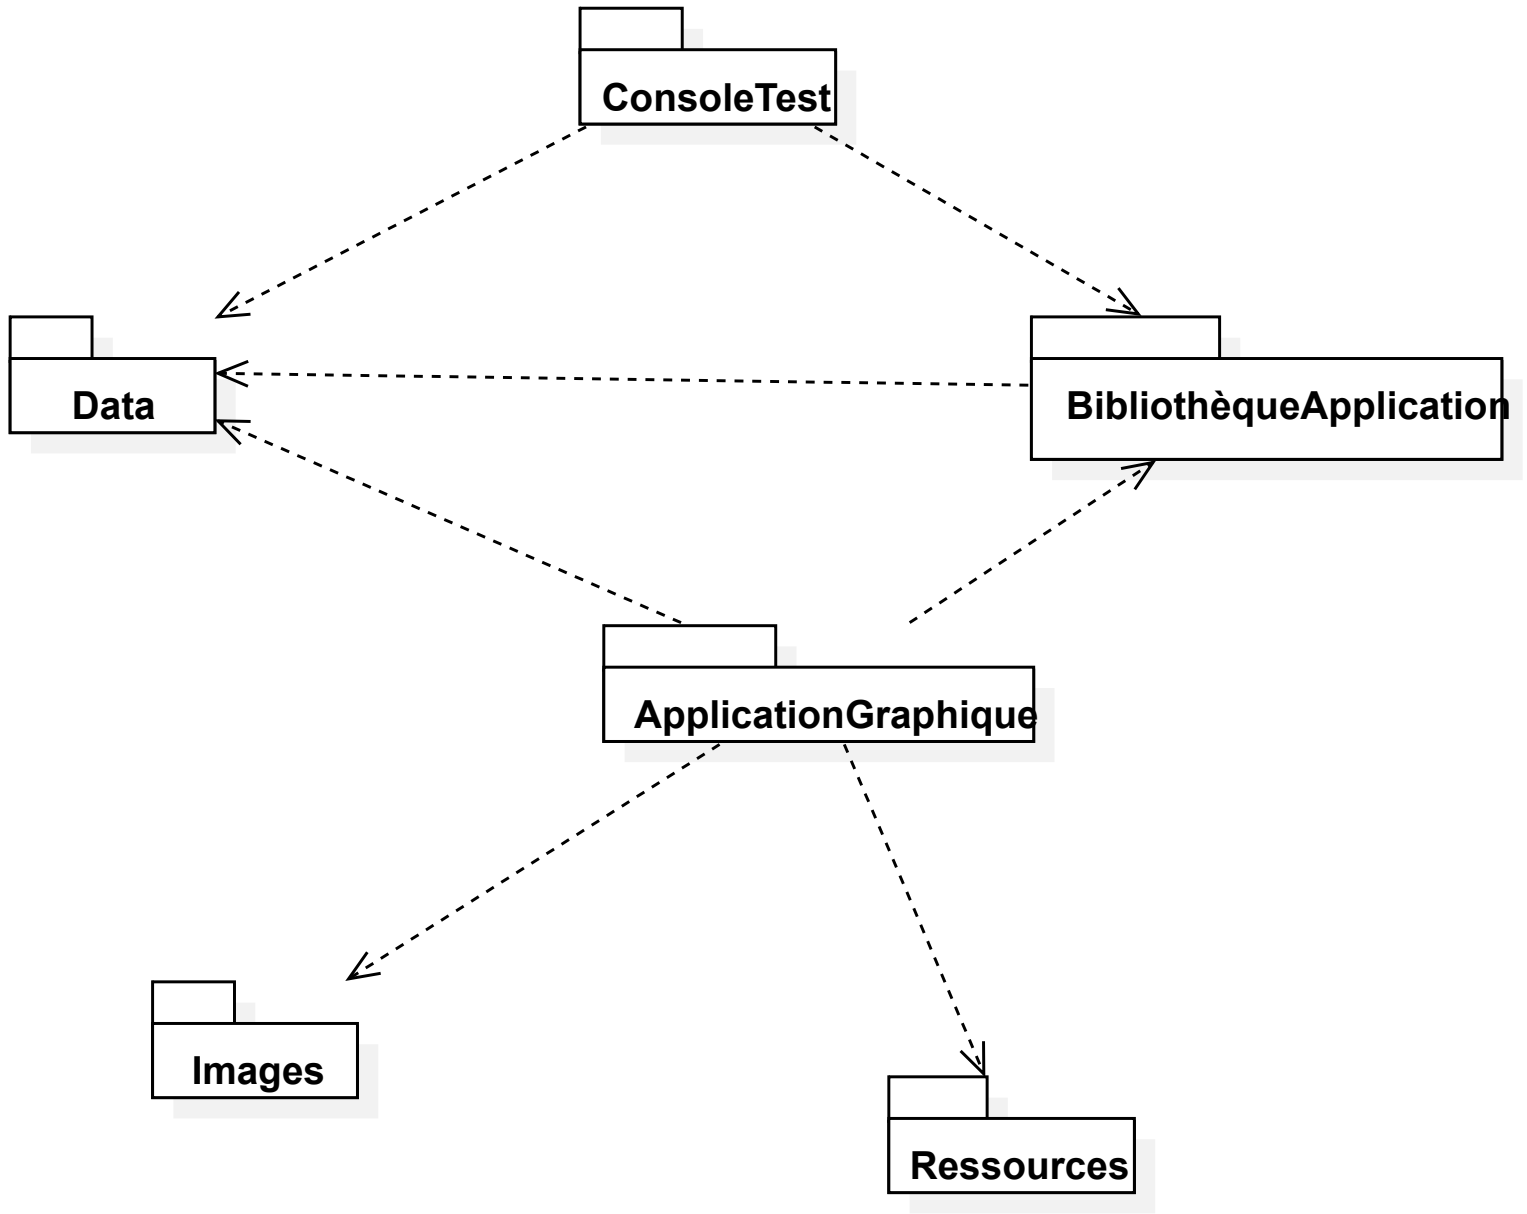 ConsoleTest
Data
BibliothèqueApplication
ApplicationGraphique
Images
Ressources